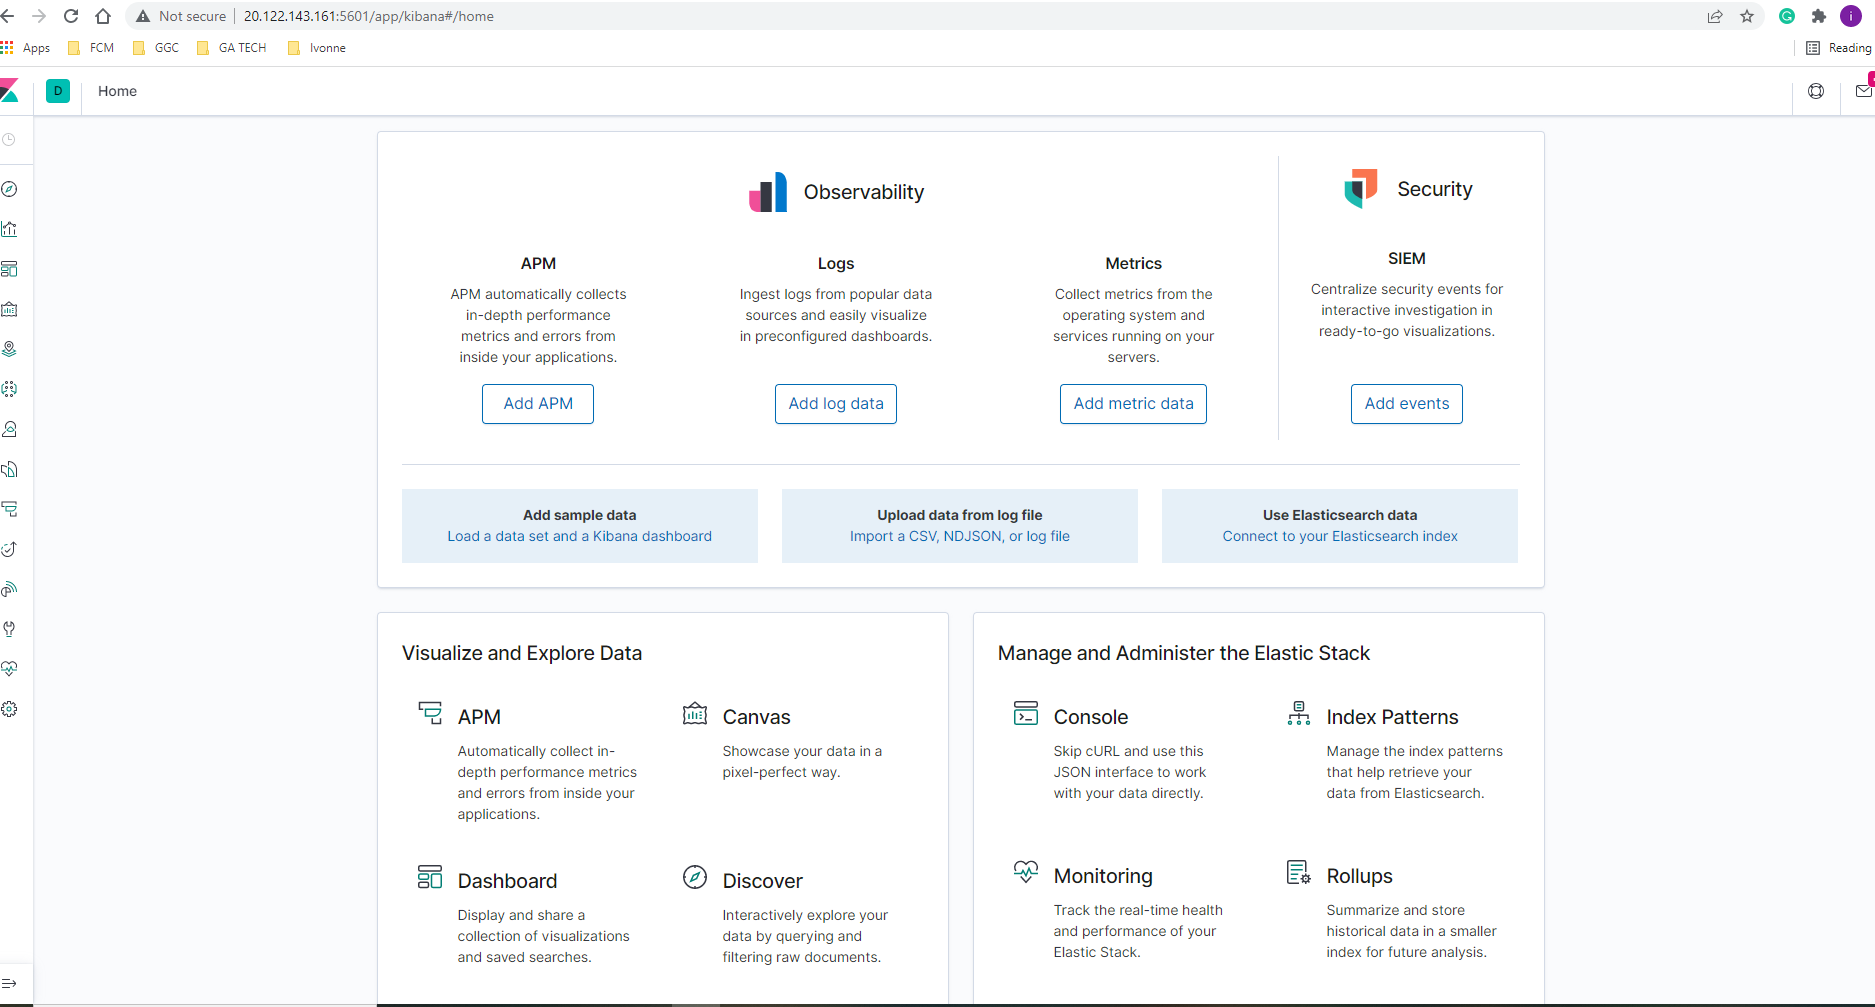 Not secure
20.122.143.161:5601/app/kibana#/home
i
Apps
FCM
GGC
GA TECH
Ivonne
Reading
D
Home
Observability
Security
APM
APM automatically collects
in-depth performance
metrics and errors from
inside your applications.
Add APM
Logs
Ingest logs from popular data
sources and easily visualize
in preconfigured dashboards.
Add log data
Metrics
Collect metrics from the
operating system and
services running on your
servers.
Add metric data
SIEM
Centralize security events for
interactive investigation in
ready-to-go visualizations.
Add events
Add sample data
Load a data set and a Kibana dashboard
Upload data from log file
Import a CSV, NDJSON, or log file
Use Elasticsearch data
Connect to your Elasticsearch index
Visualize and Explore Data
APM
Automatically collect in-
depth performance metrics
and errors from inside your
applications.
Canvas
Showcase your data in a
pixel-perfect way.
Dashboard
Display and share a
collection of visualizations
and saved searches.
Discover
Interactively explore your
data by querying and
filtering raw documents.
Manage and Administer the Elastic Stack
Console
Skip cURL and use this
JSON interface to work
with your data directly.
Index Patterns
Manage the index patterns
that help retrieve your
data from Elasticsearch.
Monitoring
Track the real-time health
and performance of your
Elastic Stack.
Rollups
Summarize and store
historical data in a smaller
index for future analysis.